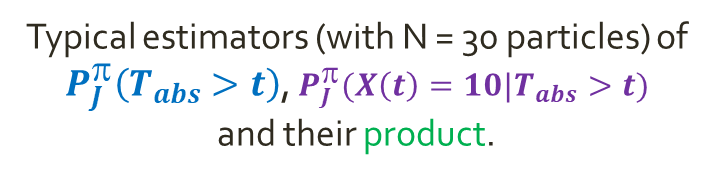 Typical estimators (with N = 30 particles) of
P_J^π(T_abs > t), P_J^π(X(t) = 10|T_abs > t)
and their product.